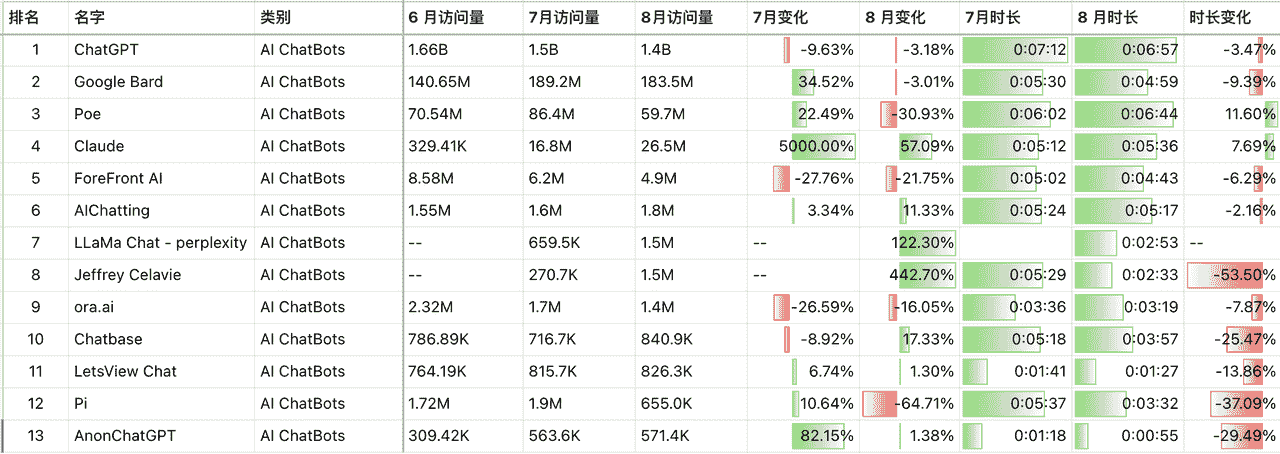 排名 名字 类别 6 月访问量 7月访问量 8月访问量 7月变化 8 月变化 7月时长 8 月时长 时长变化
1 ChatGPT AI ChatBots 1.66B 1.5B 1.4B -9.63% -3.18% 0:07:12 0:06:57 -3.47%
2 Google Bard AI ChatBots 140.65M 189.2M 183.5M 34.52% -3.01% 0:05:30 0:04:59 -9.39%
3 Poe AI ChatBots 70.54M 86.4M 59.7M 22.49% -30.93% 0:06:02 0:06:44 11.60%
4 Claude AI ChatBots 329.41K 16.8M 26.5M 5000.00% 57.09% 0:05:12 0:05:36 7.69%
5 ForeFront AI AI ChatBots 8.58M 6.2M 4.9M -27.76% -21.75% 0:05:02 0:04:43 -6.29%
6 AIChatting AI ChatBots 1.55M 1.6M 1.8M 3.34% 11.33% 0:05:24 0:05:17 -2.16%
7 LLaMa Chat - perplexity AI ChatBots -- 659.5K 1.5M -- 122.30% 0:02:53 --
8 Jeffrey Celavie AI ChatBots -- 270.7K 1.5M -- 442.70% 0:05:29 0:02:33 -53.50%
9 ora.ai AI ChatBots 2.32M 1.7M 1.4M -26.59% -16.05% 0:03:36 0:03:19 -7.87%
10 Chatbase AI ChatBots 786.89K 716.7K 840.9K -8.92% 17.33% 0:05:18 0:03:57 -25.47%
11 LetsView Chat AI ChatBots 764.19K 815.7K 826.3K 6.74% 1.30% 0:01:41 0:01:27 -13.86%
12 Pi AI ChatBots 1.72M 1.9M 655.0K 10.64% -64.71% 0:05:37 0:03:32 -37.09%
13 AnonChatGPT AI ChatBots 309.42K 563.6K 571.4K 82.15% 1.38% 0:01:18 0:00:55 -29.49%